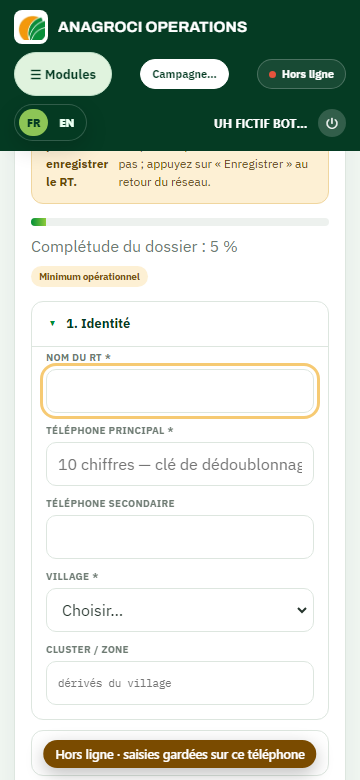 ANAGROCI OPERATIONS
☰ Modules
Campagne...
Hors ligne
FR
EN
UH FICTIF BOT...
enregistrer
le RT.
pas ; appuyez sur « Enregistrer » au
retour du réseau.
Complétude du dossier : 5 %
Minimum opérationnel
▼ 1. Identité
NOM DU RT *
TÉLÉPHONE PRINCIPAL *
10 chiffres — clé de dédoublonnag
TÉLÉPHONE SECONDAIRE
VILLAGE *
Choisir...
CLUSTER / ZONE
dérivés du village
Hors ligne · saisies gardées sur ce téléphone